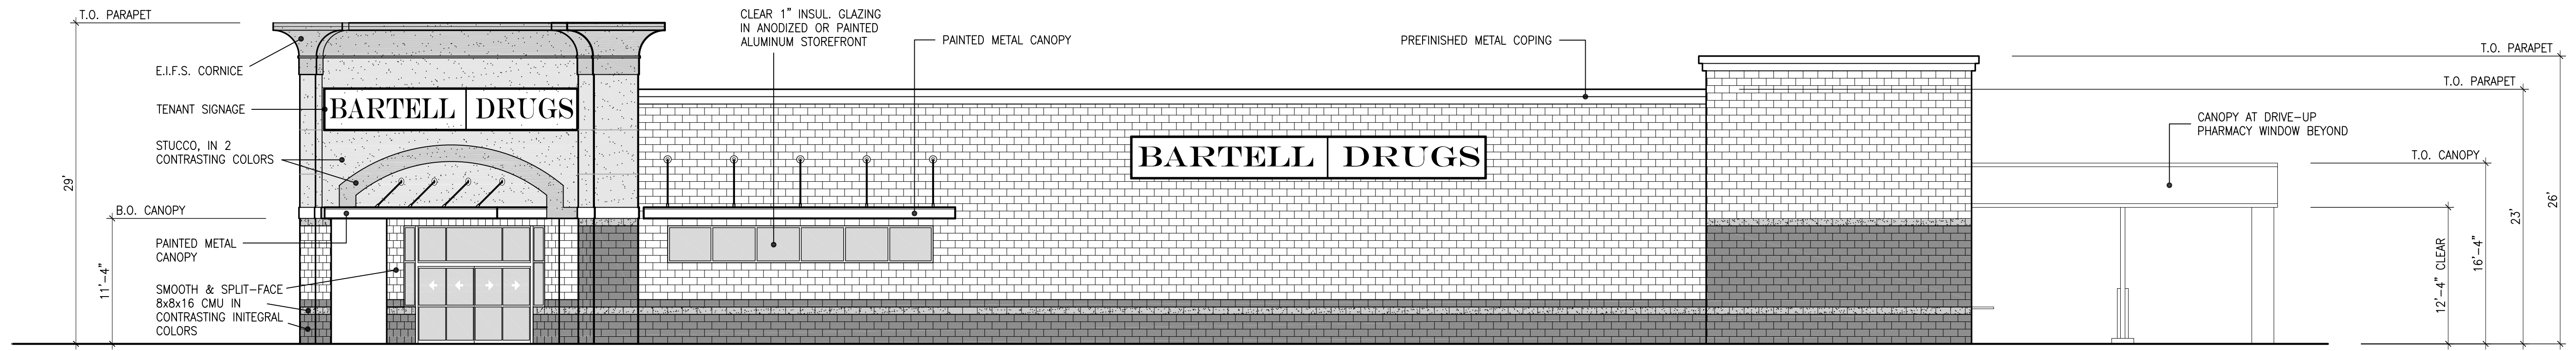 T.O. PARAPET
E.I.F.S. CORNICE
TENANT SIGNAGE
STUCCO, IN 2
CONTRASTING COLORS
29'
B.O. CANOPY
PAINTED METAL
CANOPY
11'-4"
SMOOTH & SPLIT-FACE
8x8x16 CMU IN
CONTRASTING INITEGRAL
COLORS
BARTELL DRUGS
CLEAR 1" INSUL. GLAZING
IN ANODIZED OR PAINTED
ALUMINUM STOREFRONT
PAINTED METAL CANOPY
BARTELL DRUGS
PREFINISHED METAL COPING
T.O. PARAPET
T.O. PARAPET
CANOPY AT DRIVE-UP
PHARMACY WINDOW BEYOND
T.O. CANOPY
12'-4" CLEAR
16'-4"
23'
26'